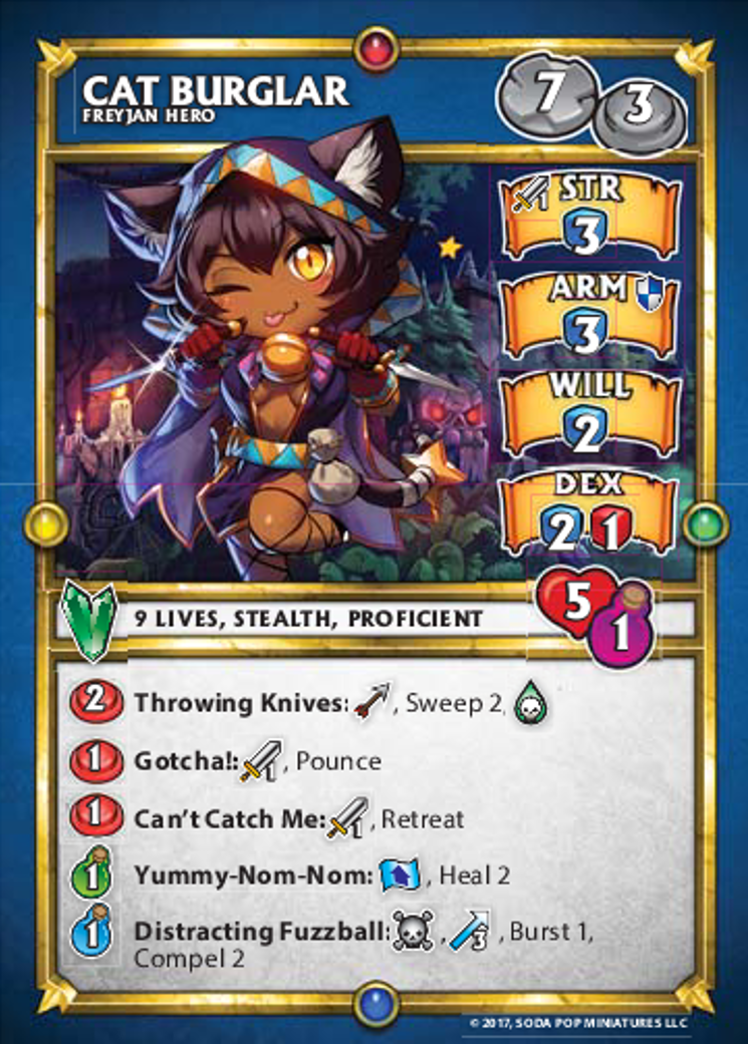 CAT BURGLAR
FREYJAN HERO
7
3
STR
3
ARM
3
WILL
2
DEX
2 1
9 LIVES, STEALTH, PROFICIENT
5
1
2 Throwing Knives: , Sweep 2,
1 Gotcha!: , Pounce
1 Can't Catch Me: , Retreat
1 Yummy-Nom-Nom: , Heal 2
1 Distracting Fuzzball: , 3 , Burst 1,
Compel 2
© 2017, SODA POP MINIATURES LLC